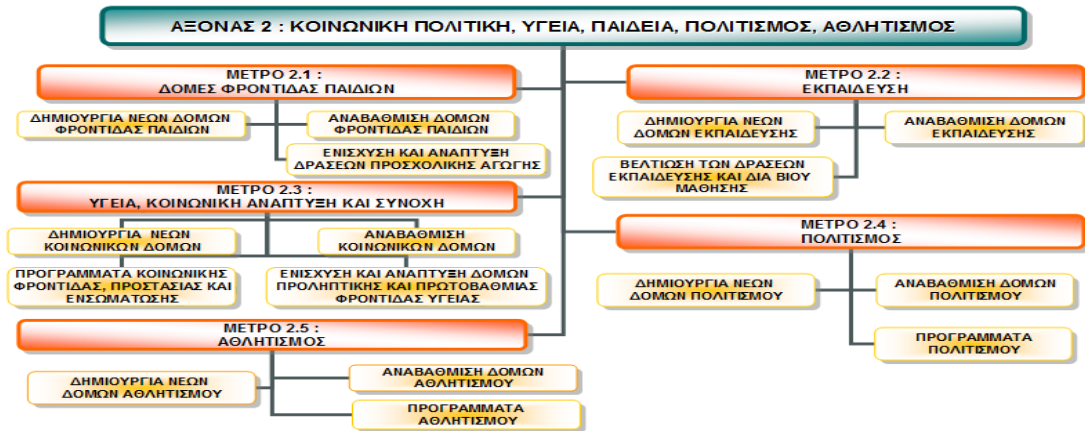 ΑΞΟΝΑΣ 2 : ΚΟΙΝΩΝΙΚΗ ΠΟΛΙΤΙΚΗ, ΥΓΕΙΑ, ΠΑΙΔΕΙΑ, ΠΟΛΙΤΙΣΜΟΣ, ΑΘΛΗΤΙΣΜΟΣ
ΜΕΤΡΟ 2.1 :
ΔΟΜΕΣ ΦΡΟΝΤΙΔΑΣ ΠΑΙΔΙΩΝ
ΔΗΜΙΟΥΡΓΙΑ ΝΕΩΝ ΔΟΜΩΝ
ΦΡΟΝΤΙΔΑΣ ΠΑΙΔΙΩΝ
ΑΝΑΒΑΘΜΙΣΗ ΔΟΜΩΝ
ΦΡΟΝΤΙΔΑΣ ΠΑΙΔΙΩΝ
ΕΝΙΣΧΥΣΗ ΚΑΙ ΑΝΑΠΤΥΞΗ
ΔΡΑΣΕΩΝ ΠΡΟΣΧΟΛΙΚΗΣ ΑΓΩΓΗΣ
ΜΕΤΡΟ 2.2 :
ΕΚΠΑΙΔΕΥΣΗ
ΔΗΜΙΟΥΡΓΙΑ ΝΕΩΝ
ΔΟΜΩΝ ΕΚΠΑΙΔΕΥΣΗΣ
ΑΝΑΒΑΘΜΙΣΗ ΔΟΜΩΝ
ΕΚΠΑΙΔΕΥΣΗΣ
ΒΕΛΤΙΩΣΗ ΤΩΝ ΔΡΑΣΕΩΝ
ΕΚΠΑΙΔΕΥΣΗΣ ΚΑΙ ΔΙΑ ΒΙΟΥ
ΜΑΘΗΣΗΣ
ΜΕΤΡΟ 2.3 :
ΥΓΕΙΑ, ΚΟΙΝΩΝΙΚΗ ΑΝΑΠΤΥΞΗ ΚΑΙ ΣΥΝΟΧΗ
ΔΗΜΙΟΥΡΓΙΑ ΝΕΩΝ
ΚΟΙΝΩΝΙΚΩΝ ΔΟΜΩΝ
ΑΝΑΒΑΘΜΙΣΗ
ΚΟΙΝΩΝΙΚΩΝ ΔΟΜΩΝ
ΠΡΟΓΡΑΜΜΑΤΑ ΚΟΙΝΩΝΙΚΗΣ
ΦΡΟΝΤΙΔΑΣ, ΠΡΟΣΤΑΣΙΑΣ ΚΑΙ
ΕΝΣΩΜΑΤΩΣΗΣ
ΕΝΙΣΧΥΣΗ ΚΑΙ ΑΝΑΠΤΥΞΗ ΔΟΜΩΝ
ΠΡΟΛΗΠΤΙΚΗΣ ΚΑΙ ΠΡΩΤΟΒΑΘΜΙΑΣ
ΦΡΟΝΤΙΔΑΣ ΥΓΕΙΑΣ
ΜΕΤΡΟ 2.4 :
ΠΟΛΙΤΙΣΜΟΣ
ΔΗΜΙΟΥΡΓΙΑ ΝΕΩΝ
ΔΟΜΩΝ ΠΟΛΙΤΙΣΜΟΥ
ΑΝΑΒΑΘΜΙΣΗ ΔΟΜΩΝ
ΠΟΛΙΤΙΣΜΟΥ
ΠΡΟΓΡΑΜΜΑΤΑ
ΠΟΛΙΤΙΣΜΟΥ
ΜΕΤΡΟ 2.5 :
ΑΘΛΗΤΙΣΜΟΣ
ΔΗΜΙΟΥΡΓΙΑ ΝΕΩΝ
ΔΟΜΩΝ ΑΘΛΗΤΙΣΜΟΥ
ΑΝΑΒΑΘΜΙΣΗ ΔΟΜΩΝ
ΑΘΛΗΤΙΣΜΟΥ
ΠΡΟΓΡΑΜΜΑΤΑ
ΑΘΛΗΤΙΣΜΟΥ